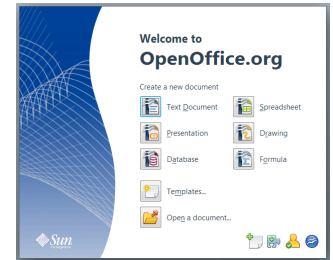 Welcome to
OpenOffice.org
Create a new document
Text Document
Spreadsheet
Presentation
Drawing
Database
Formula
Templates...
Open a document...
Sun